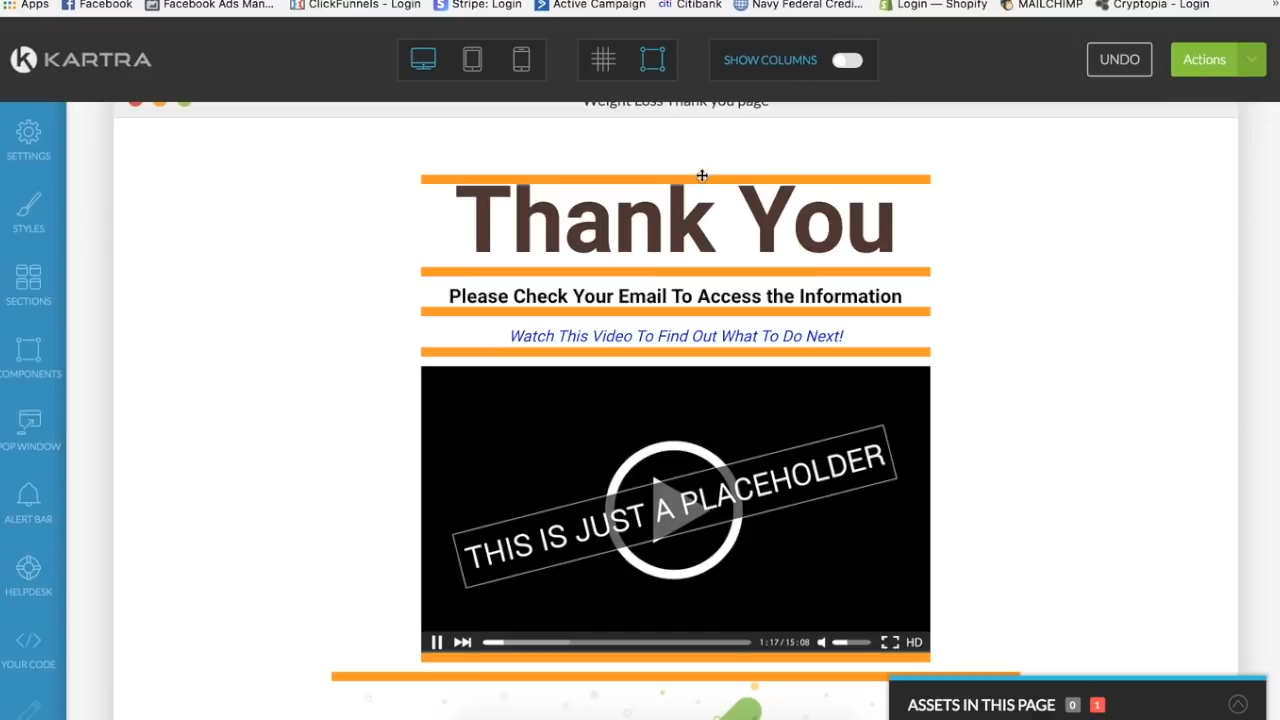 Apps Facebook Facebook Ads Man... ClickFunnels - Login Stripe: Login Active Campaign citi Citibank Navy Federal Credi... Login — Shopify MAILCHIMP Cryptopia - Login »
KARTRA SHOW COLUMNS UNDO Actions
Weight Loss Thank you page
SETTINGS
STYLES
SECTIONS
COMPONENTS
POP WINDOW
ALERT BAR
HELPDESK
YOUR CODE
Thank You
Please Check Your Email To Access the Information
Watch This Video To Find Out What To Do Next!
THIS IS JUST A PLACEHOLDER
1:17/15:08 HD
ASSETS IN THIS PAGE 0 1